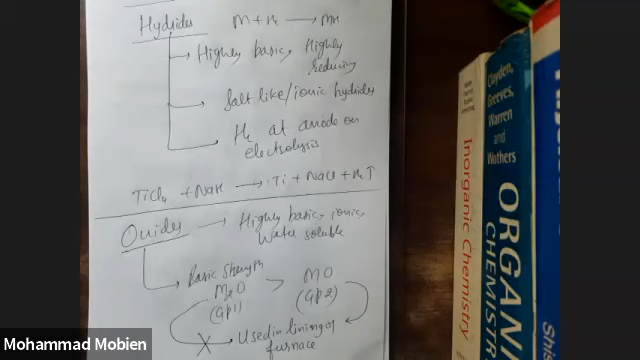 Hydrides M + H₂ → MH
→ Highly basic, Highly
reducing
→ Salt like/ionic hydrides
H₂ at anode on
electrolysis
TiCl₄ + NaH → Ti + NaCl + H₂ ↑
Oxides → Highly basic, ionic,
Water soluble
→ Basic Strength
M₂O > MO
(Gp1) (Gp2)
X → Used in lining of
furnace
Inorganic Chemistry
Clayden,
Greeves,
Warren
and
Wothers
ORGAN
CHEMISTR
Mohammad Mobien